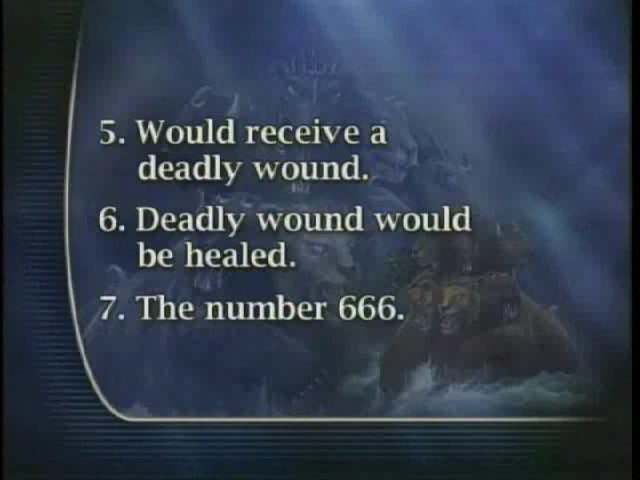 5. Would receive a
deadly wound.
6. Deadly wound would
be healed.
7. The number 666.